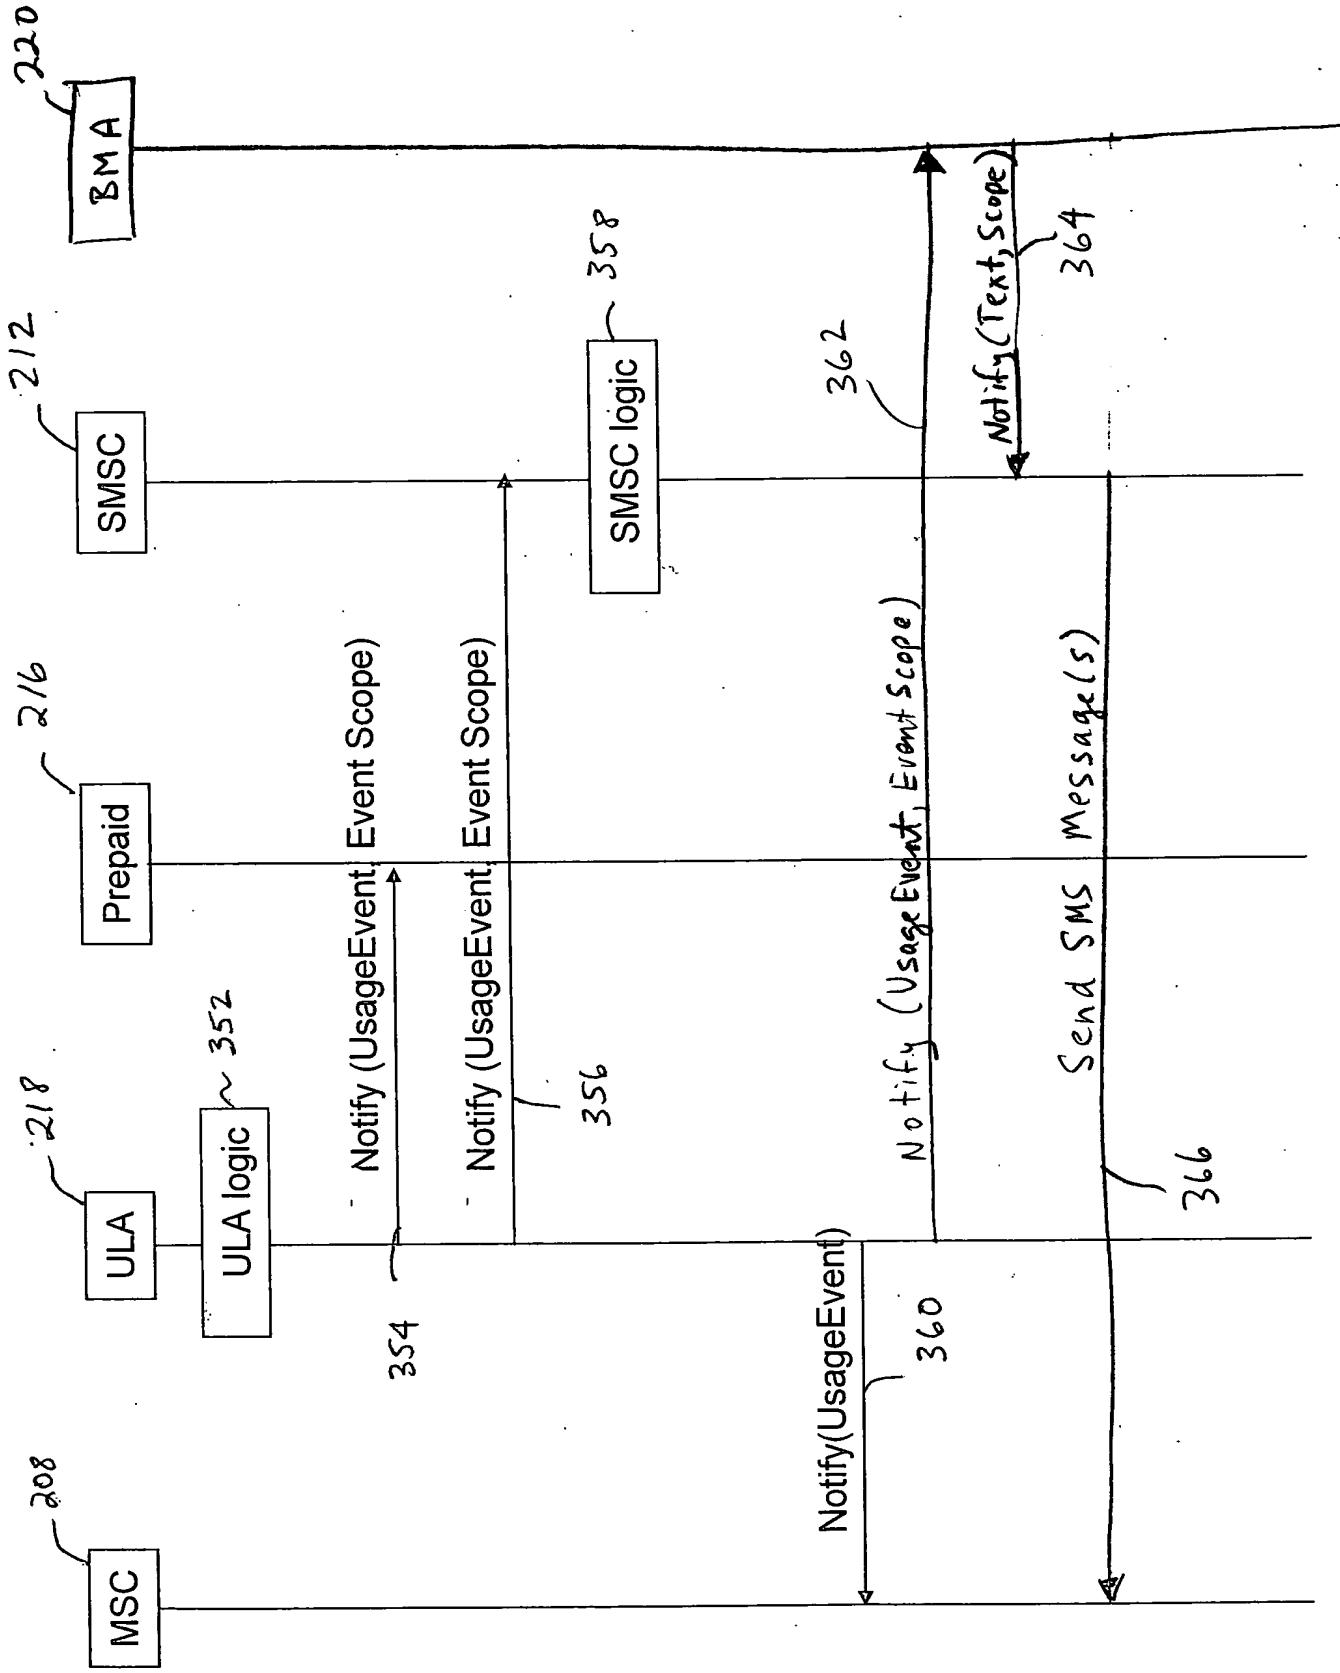 208
MSC
218
ULA
216
Prepaid
212
SMSC
220
BMA
ULA logic
352
Notify (UsageEvent, Event Scope)
354
Notify (UsageEvent, Event Scope)
356
SMSC logic
358
Notify(UsageEvent)
360
Notify (UsageEvent, Event Scope)
362
Notify (Text, Scope)
364
Send SMS Message(s)
366